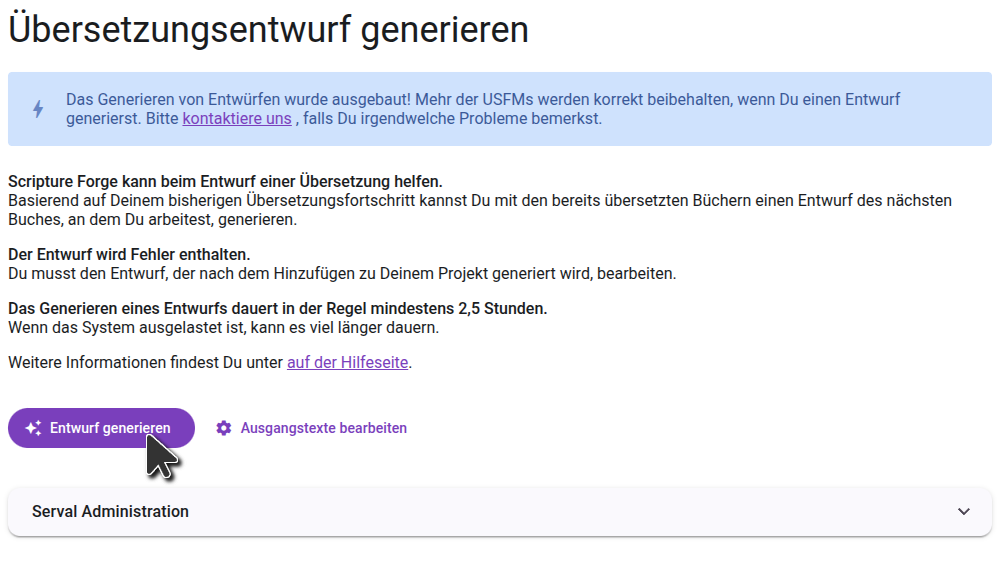 Übersetzungsentwurf generieren
Das Generieren von Entwürfen wurde ausgebaut! Mehr der USFMs werden korrekt beibehalten, wenn Du einen Entwurf
generierst. Bitte kontaktiere uns , falls Du irgendwelche Probleme bemerkst.
Scripture Forge kann beim Entwurf einer Übersetzung helfen.
Basierend auf Deinem bisherigen Übersetzungsfortschritt kannst Du mit den bereits übersetzten Büchern einen Entwurf des nächsten
Buches, an dem Du arbeitest, generieren.
Der Entwurf wird Fehler enthalten.
Du musst den Entwurf, der nach dem Hinzufügen zu Deinem Projekt generiert wird, bearbeiten.
Das Generieren eines Entwurfs dauert in der Regel mindestens 2,5 Stunden.
Wenn das System ausgelastet ist, kann es viel länger dauern.
Weitere Informationen findest Du unter auf der Hilfeseite.
Entwurf generieren Ausgangstexte bearbeiten
Serval Administration